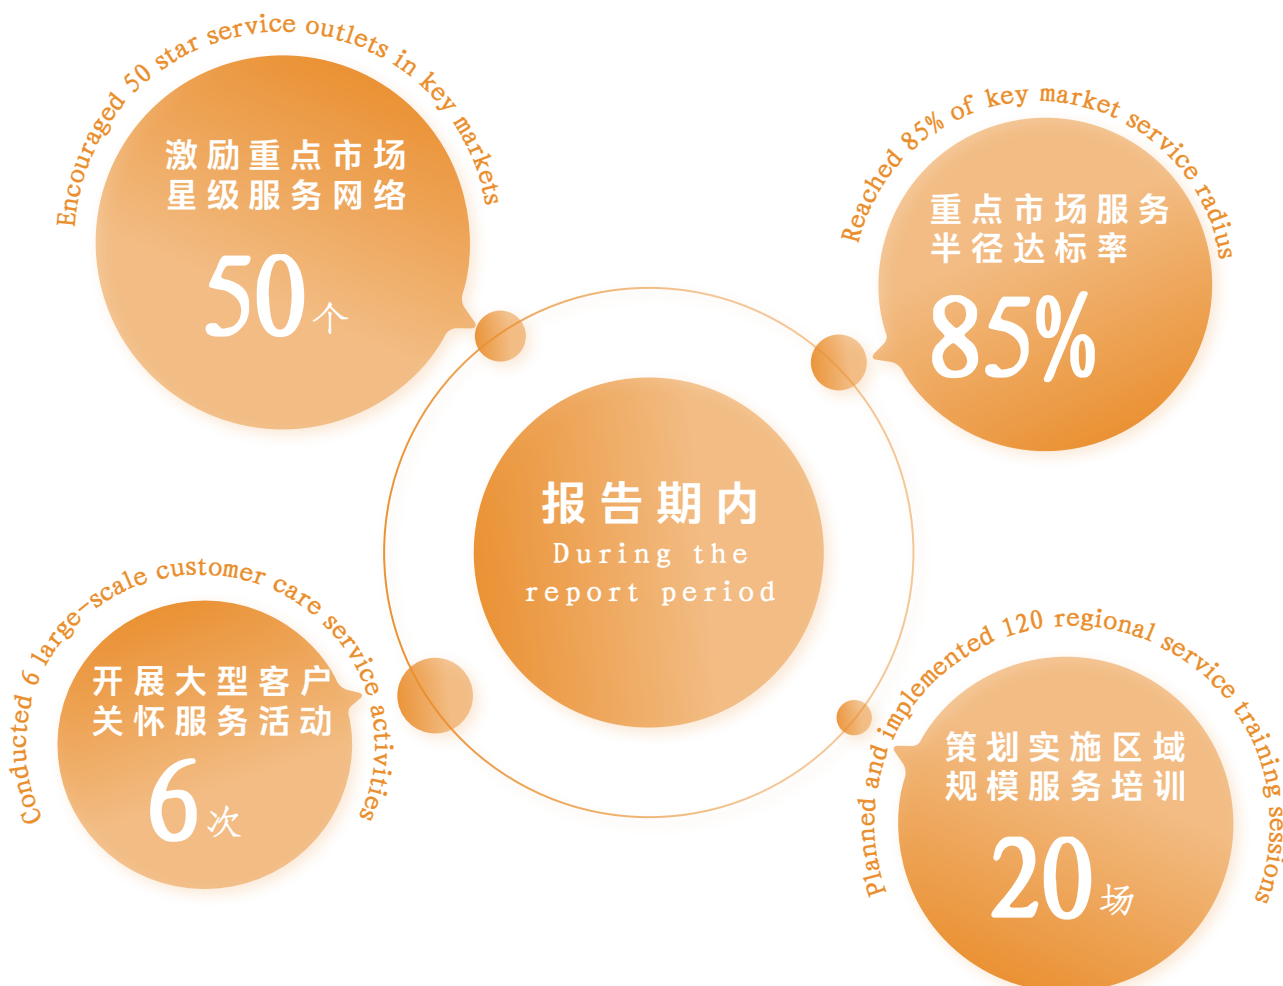 Encouraged 50 star service outlets in key markets
激励重点市场
星级服务网络
50个
Reached 85% of key market service radius
重点市场服务
半径达标率
85%
报告期内
During the
report period
Conducted 6 large-scale customer care service activities
开展大型客户
关怀服务活动
6次
Planned and implemented 120 regional service training sessions
策划实施区域
规模服务培训
20场